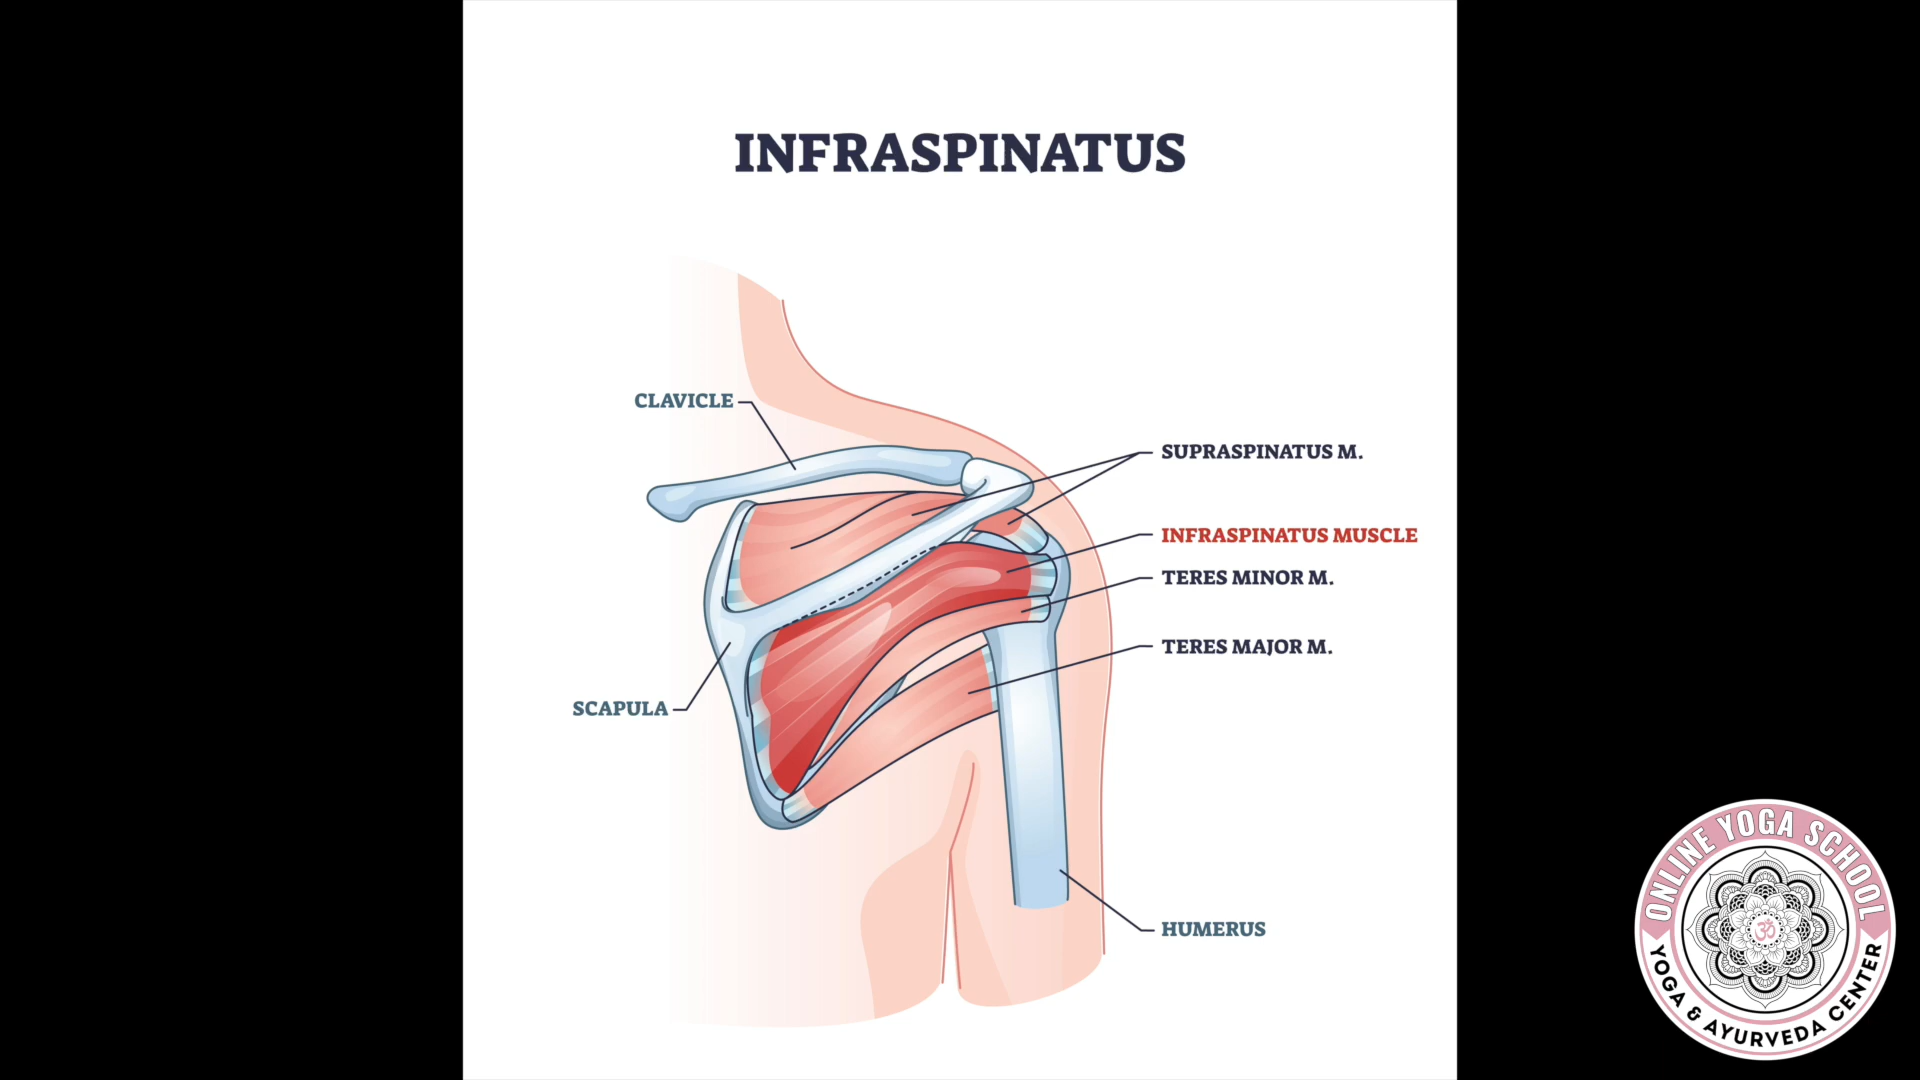 INFRASPINATUS
CLAVICLE
SUPRASPINATUS M.
INFRASPINATUS MUSCLE
TERES MINOR M.
TERES MAJOR M.
SCAPULA
HUMERUS
ONLINE YOGA SCHOOL
ॐ
YOGA & AYURVEDA CENTER